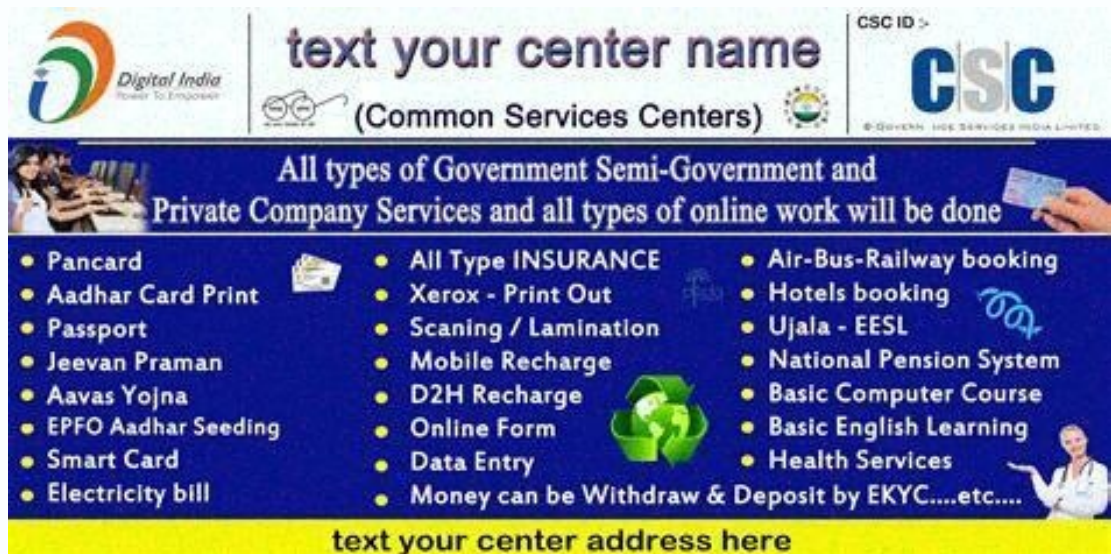 Digital India
Power To Empower
text your center name
(Common Services Centers)
CSC ID :-
CSC
SERVICES INDIA LIMITED
All types of Government Semi-Government and
Private Company Services and all types of online work will be done
Pancard
Aadhar Card Print
Passport
Jeevan Praman
Aavas Yojna
EPFO Aadhar Seeding
Smart Card
Electricity bill
All Type INSURANCE
Xerox - Print Out
Scaning / Lamination
Mobile Recharge
D2H Recharge
Online Form
Data Entry
Money can be Withdraw & Deposit by EKYC....etc....
Air-Bus-Railway booking
Hotels booking
Ujala - EESL
National Pension System
Basic Computer Course
Basic English Learning
Health Services
text your center address here